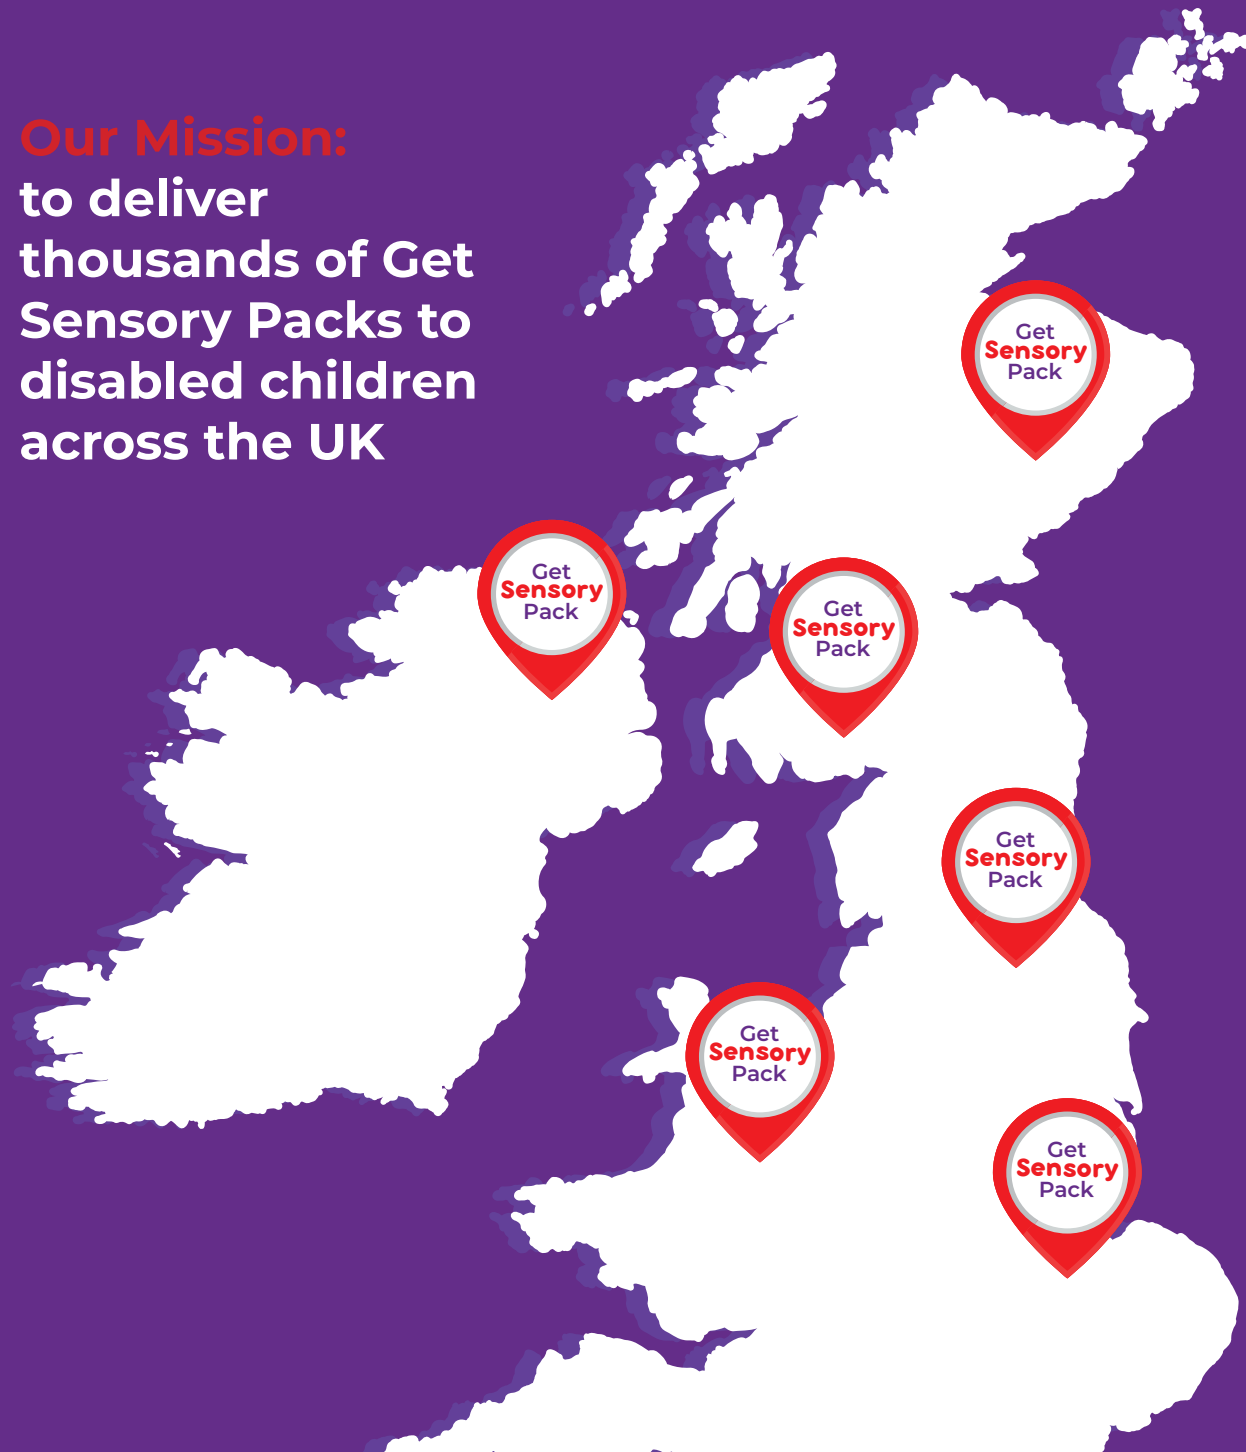 Our Mission:
to deliver
thousands of Get
Sensory Packs to
disabled children
across the UK
Get
Sensory
Pack
Get
Sensory
Pack
Get
Sensory
Pack
Get
Sensory
Pack
Get
Sensory
Pack
Get
Sensory
Pack